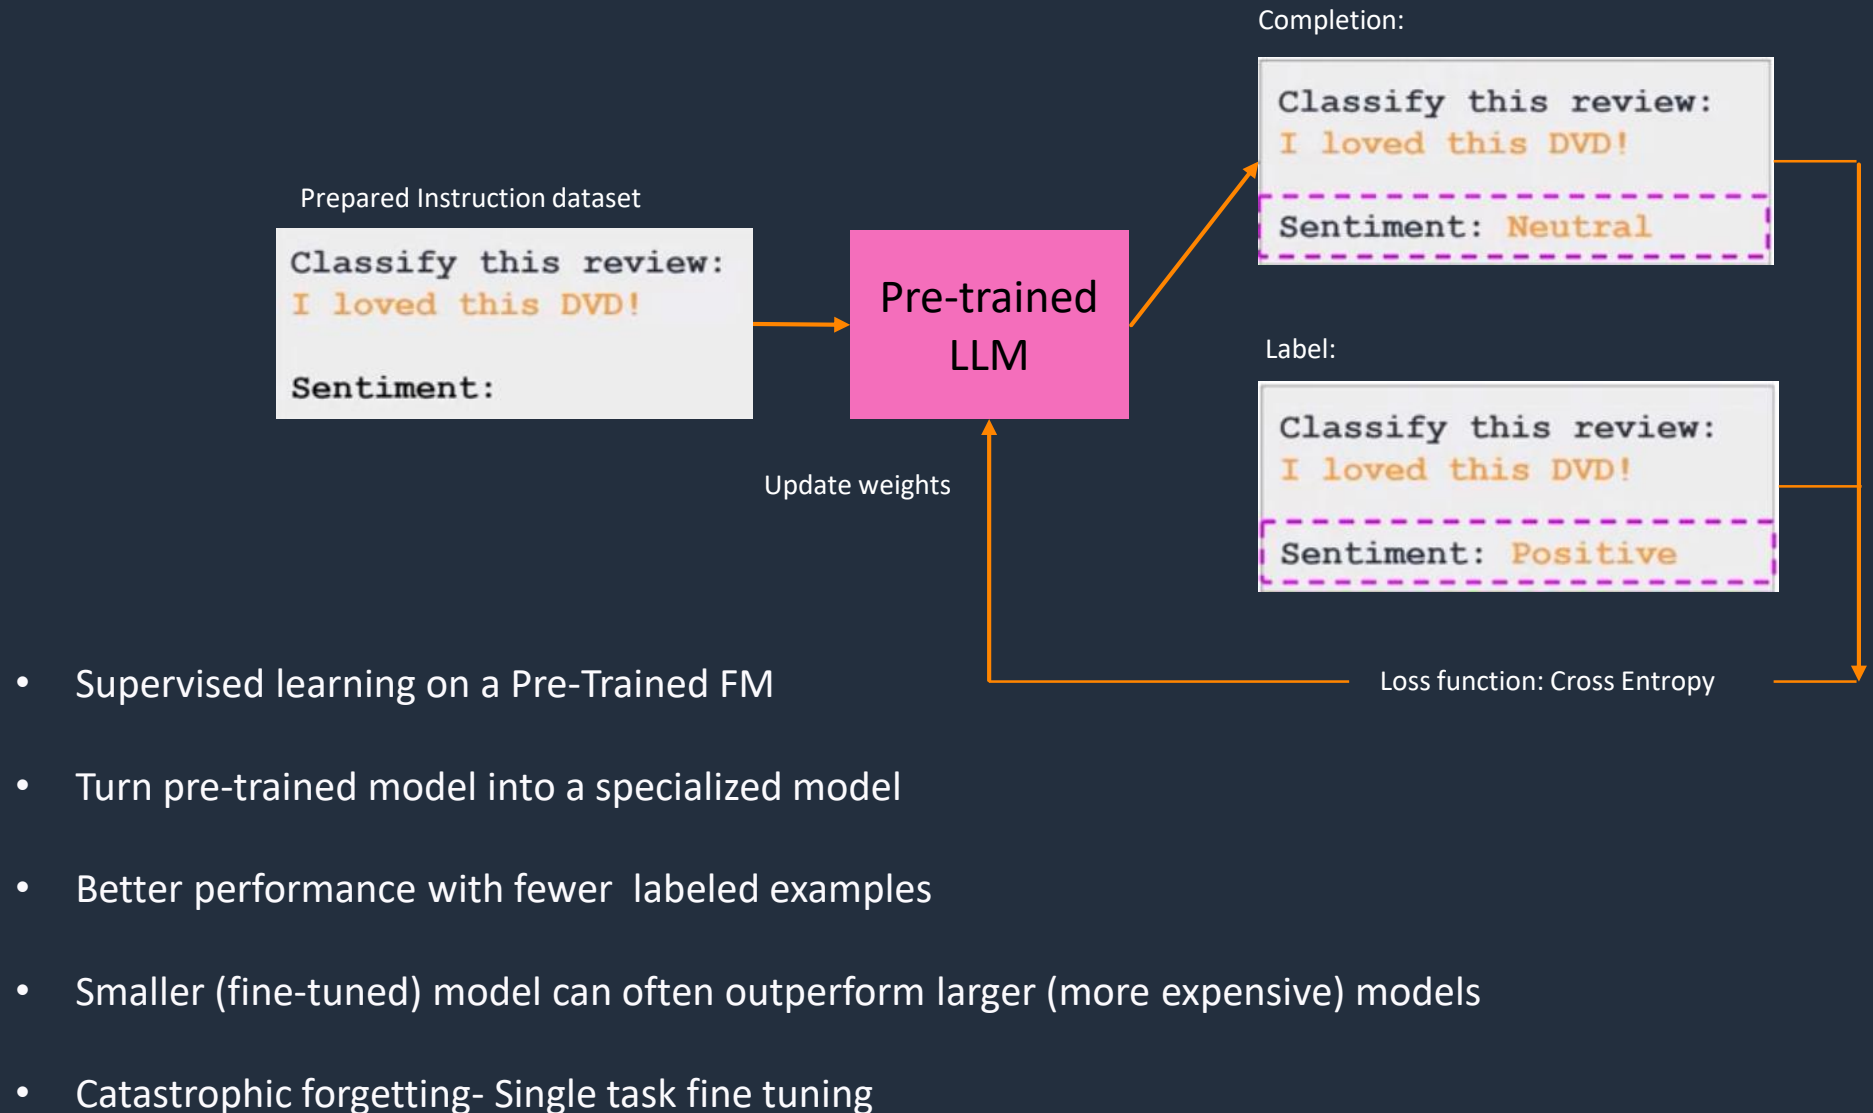 Completion:
Classify this review:
I loved this DVD!
Sentiment: Neutral
Prepared Instruction dataset
Classify this review:
I loved this DVD!
Sentiment:
Pre-trained
LLM
Label:
Classify this review:
I loved this DVD!
Sentiment: Positive
Update weights
Loss function: Cross Entropy
• Supervised learning on a Pre-Trained FM
• Turn pre-trained model into a specialized model
• Better performance with fewer  labeled examples
• Smaller (fine-tuned) model can often outperform larger (more expensive) models
• Catastrophic forgetting- Single task fine tuning